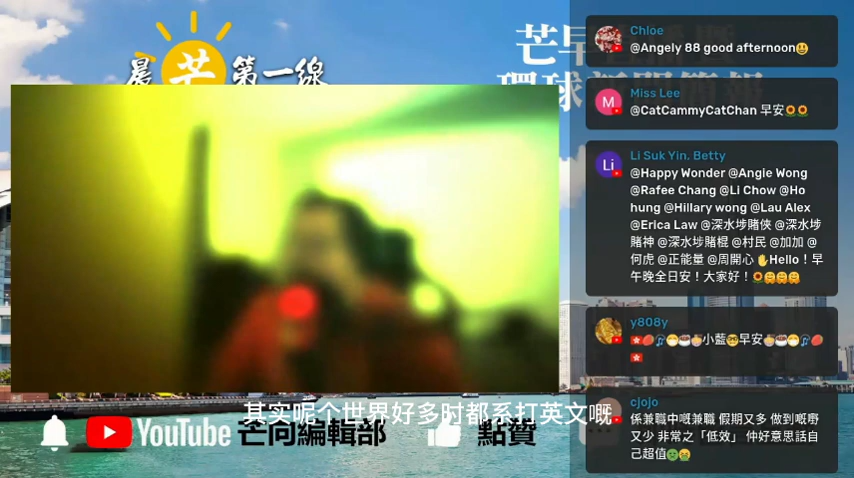 晨芒第一線
芒早
環球
Chloe
@Angely 88 good afternoon😃
Miss Lee
@CatCammyCatChan 早安🌻🌻
Li Suk Yin, Betty
@Happy Wonder @Angie Wong
@Rafee Chang @Li Chow @Ho
hung @Hillary wong @Lau Alex
@Erica Law @深水埗賭俠 @深水埗
賭神 @深水埗賭棍 @村民 @加加 @
何虎 @正能量 @周開心 ✋Hello！早
午晚全日安！大家好！🌻🤗🤗🤗
y808y
小藍🤓早安
cjojo
係兼職中嘅兼職 假期又多 做到嘅嘢
又少 非常之「低效」 仲好意思話自
己超值
其实呢个世界好多时都系打英文嘅
YouTube 芒向編輯部 點贊